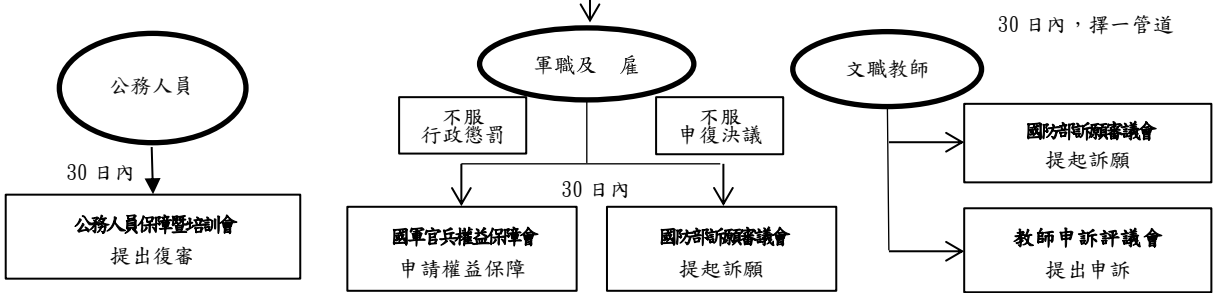 30 日內，擇一管道
公務人員
軍職及　雇
文職教師
不服
行政懲罰
不服
申復決議
國防部訴願審議會
提起訴願
30 日內
30 日內
公務人員保障暨培訓會
提出復審
國軍官兵權益保障會
申請權益保障
國防部訴願審議會
提起訴願
教師申訴評議會
提出申訴